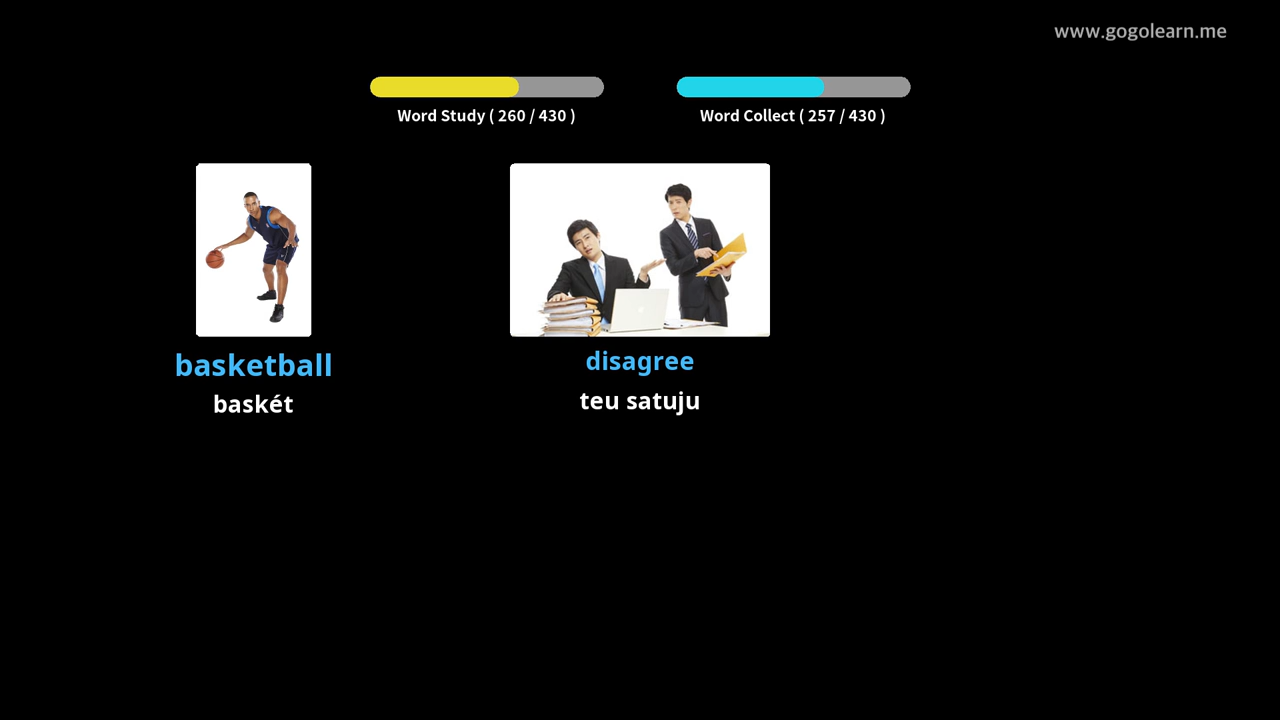 www.gogolearn.me
Word Study ( 260 / 430 )
Word Collect ( 257 / 430 )
basketball
baskét
disagree
teu satuju